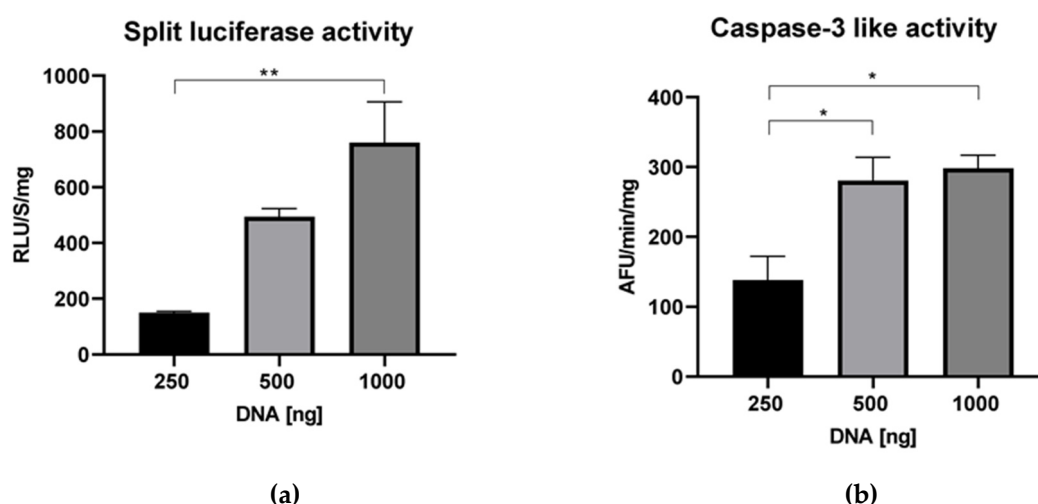 Split luciferase activity
**
1000
800
600
400
200
0
RLU/S/mg
250 500 1000
DNA [ng]
(a)
Caspase-3 like activity
*
*
400
300
200
100
0
AFU/min/mg
250 500 1000
DNA [ng]
(b)